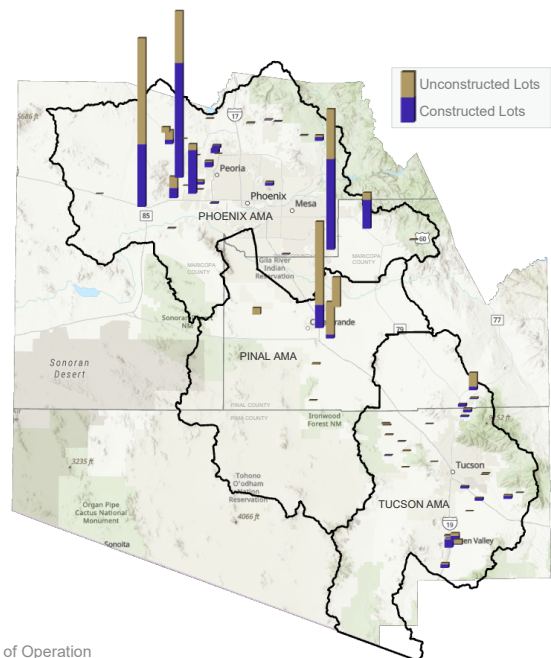 Unconstructed Lots
Constructed Lots
5686 ft
17
Peoria
Phoenix
Mesa
85
PHOENIX AMA
60
MARICOPA
COUNTY
Gila River
Indian
Reservation
MARICOPA
COUNTY
77
Sonoran
NM
79
Sonoran
Desert
PINAL AMA
PINAL COUNTY
PIMA COUNTY
Ironwood
Forest NM
3235 ft
Tucson
Tohono
O'odham
Nation
Reservation
Organ Pipe
Cactus National
Monument
TUCSON AMA
4066 ft
19
Sonoita
Valley
of Operation